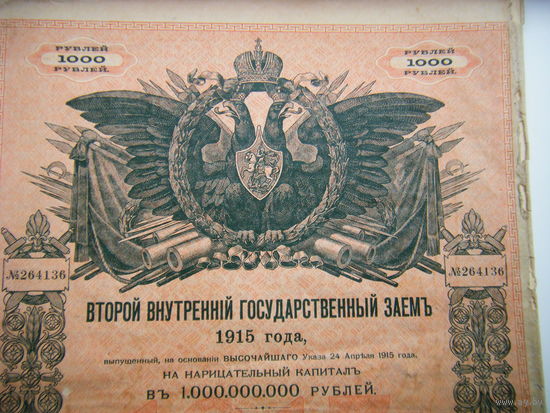 РУБЛЕЙ
1000
РУБЛЕЙ.
РУБЛЕЙ
1000
РУБЛЕЙ.
№264136
№264136
ВТОРОЙ ВНУТРЕННІЙ ГОСУДАРСТВЕННЫЙ ЗАЕМЪ
1915 года,
выпущенный, на основаніи ВЫСОЧАЙШАГО Указа 24 Апрѣля 1915 года,
НА НАРИЦАТЕЛЬНЫЙ КАПИТАЛЪ
ВЪ 1.000.000.000 РУБЛЕЙ.